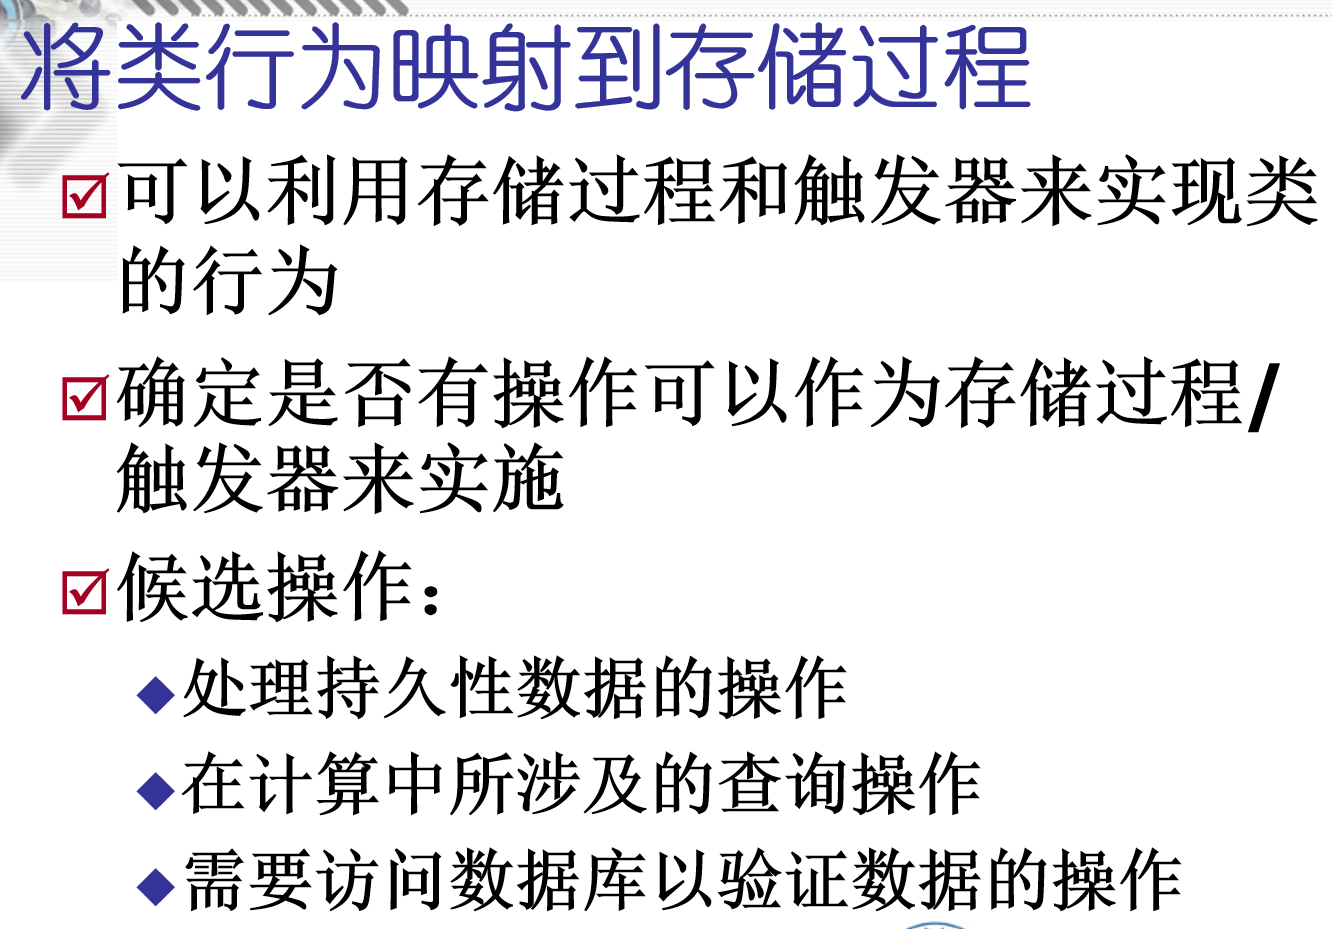 将类行为映射到存储过程
可以利用存储过程和触发器来实现类
的行为
确定是否有操作可以作为存储过程/
触发器来实施
候选操作：
处理持久性数据的操作
在计算中所涉及的查询操作
需要访问数据库以验证数据的操作